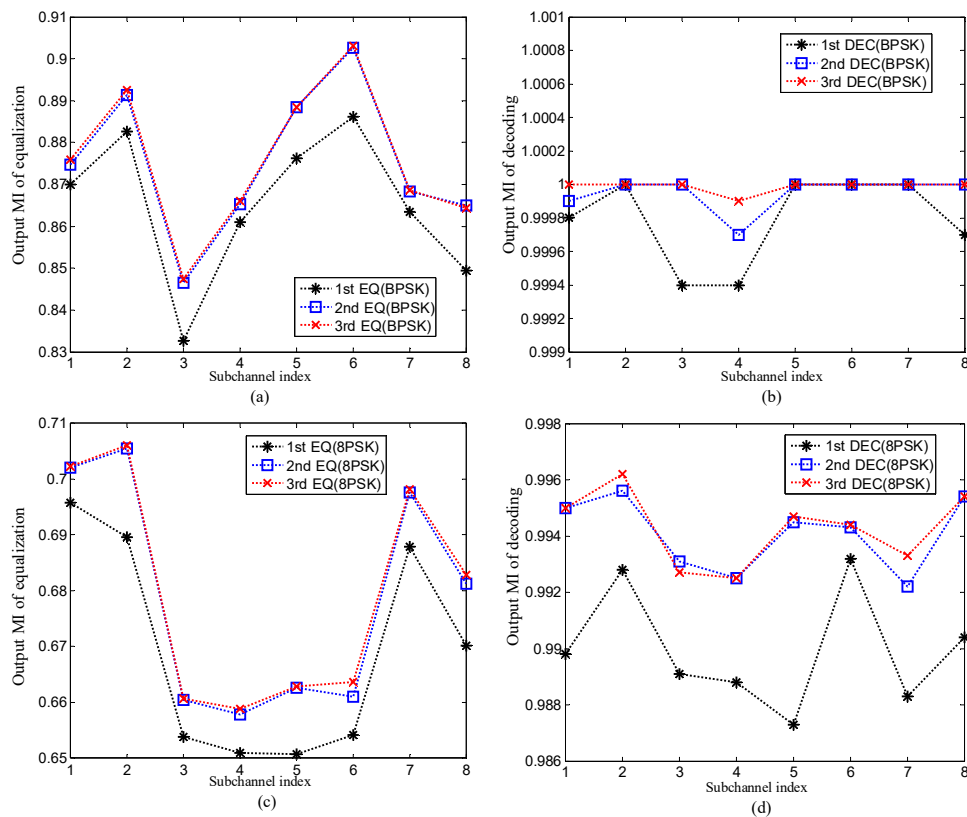 0.91
0.9
0.89
0.88
0.87
0.86
0.85
0.84
0.83
Output MI of equalization
1st EQ(BPSK)
2nd EQ(BPSK)
3rd EQ(BPSK)
1 2 3 4 5 6 7 8
Subchannel index
(a)
1.001
1.0008
1.0006
1.0004
1.0002
1
0.9998
0.9996
0.9994
0.9992
0.999
Output MI of decoding
1st DEC(BPSK)
2nd DEC(BPSK)
3rd DEC(BPSK)
1 2 3 4 5 6 7 8
Subchannel index
(b)
0.71
0.7
0.69
0.68
0.67
0.66
0.65
Output MI of equalization
1st EQ(8PSK)
2nd EQ(8PSK)
3rd EQ(8PSK)
1 2 3 4 5 6 7 8
Subchannel index
(c)
0.998
0.996
0.994
0.992
0.99
0.988
0.986
Output MI of decoding
1st DEC(8PSK)
2nd DEC(8PSK)
3rd DEC(8PSK)
1 2 3 4 5 6 7 8
Subchannel index
(d)